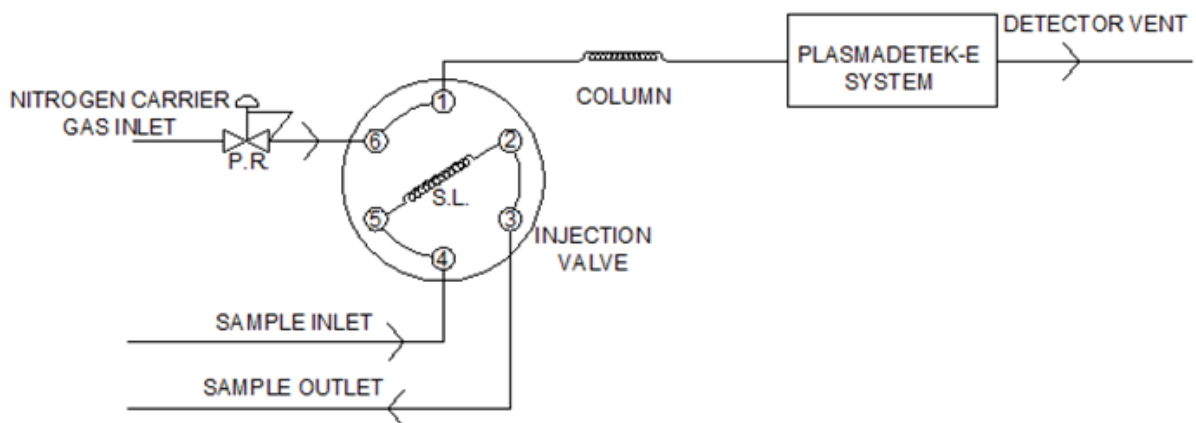 DETECTOR VENT
PLASMADETEK-E
SYSTEM
COLUMN
NITROGEN CARRIER
GAS INLET
P.R.
1
6
2
S.L.
5
3
4
INJECTION
VALVE
SAMPLE INLET
SAMPLE OUTLET